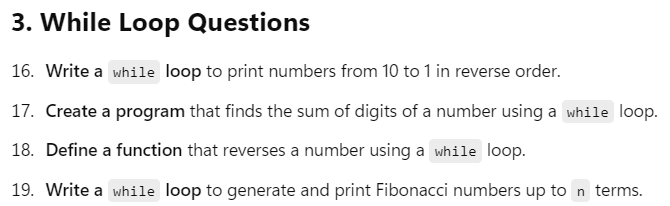 3. While Loop Questions
16. Write a while loop to print numbers from 10 to 1 in reverse order.
17. Create a program that finds the sum of digits of a number using a while loop.
18. Define a function that reverses a number using a while loop.
19. Write a while loop to generate and print Fibonacci numbers up to n terms.